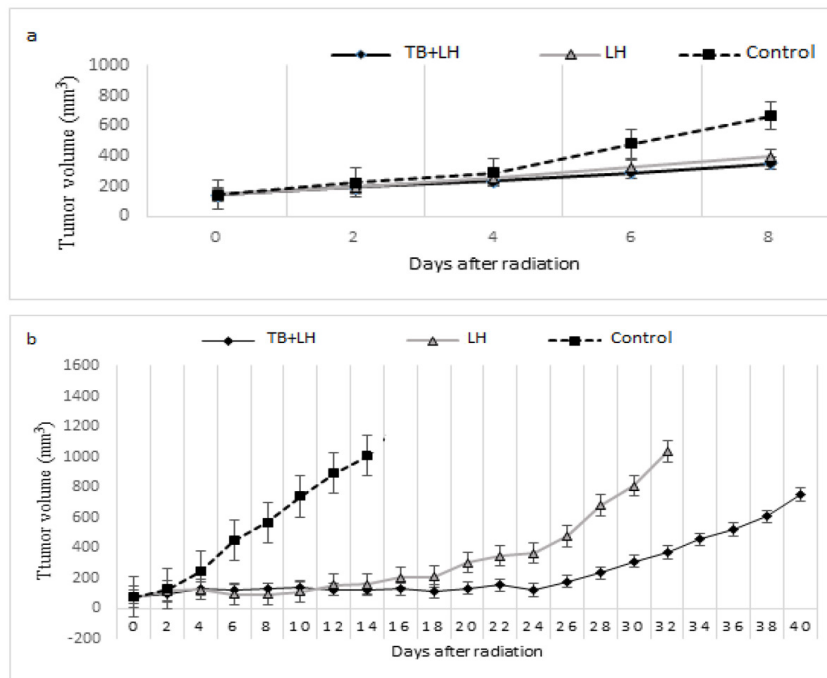 a
TB+LH LH Control
1000
800
600
400
200
0
Tumor volume (mm³)
0 2 4 6 8
Days after radiation
b
TB+LH LH Control
1600
1400
1200
1000
800
600
400
200
0
-200
Ttumor volume (mm³)
0 2 4 6 8 10 12 14 16 18 20 22 24 26 28 30 32 34 36 38 40
Days after radiation